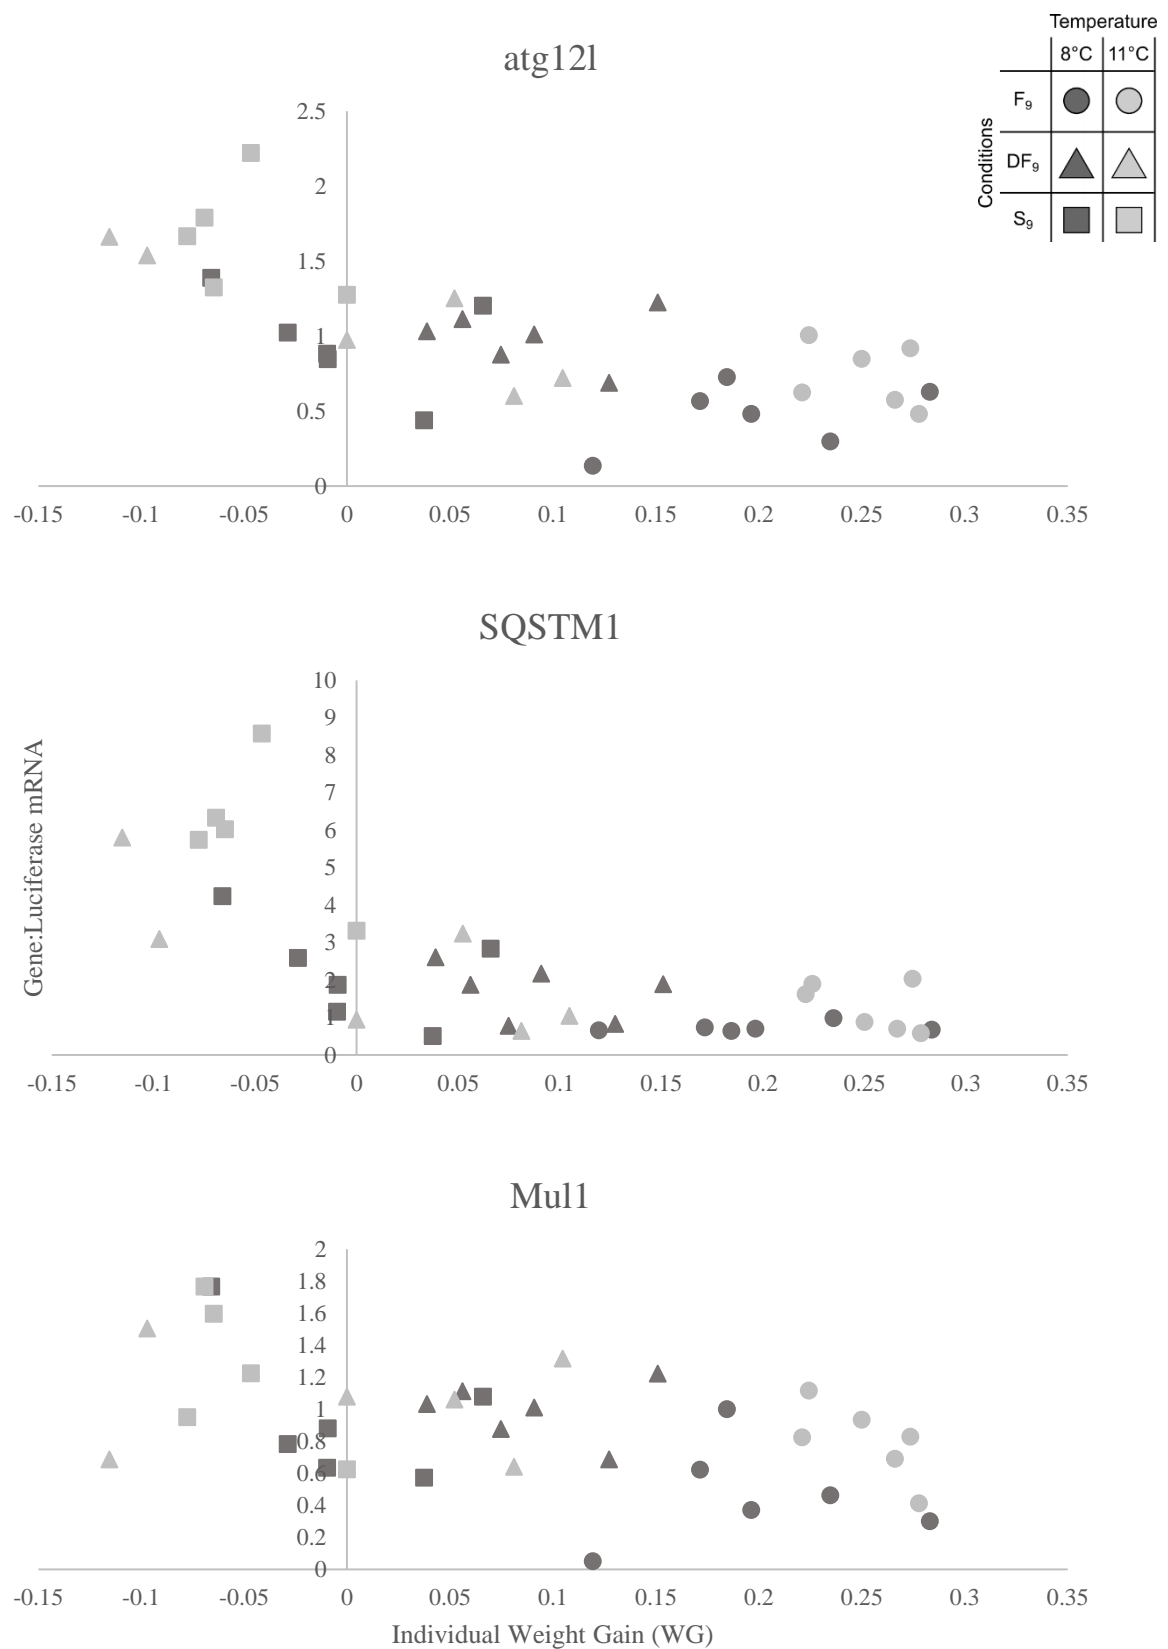 Temperature
8°C 11°C
Conditions
F9
DF9
S9
atg12l
2.5
2
1.5
1
0.5
0
-0.15 -0.1 -0.05 0 0.05 0.1 0.15 0.2 0.25 0.3 0.35
SQSTM1
Gene:Luciferase mRNA
10
9
8
7
6
5
4
3
2
1
0
-0.15 -0.1 -0.05 0 0.05 0.1 0.15 0.2 0.25 0.3 0.35
Mul1
2
1.8
1.6
1.4
1.2
1
0.8
0.6
0.4
0.2
0
-0.15 -0.1 -0.05 0 0.05 0.1 0.15 0.2 0.25 0.3 0.35
Individual Weight Gain (WG)